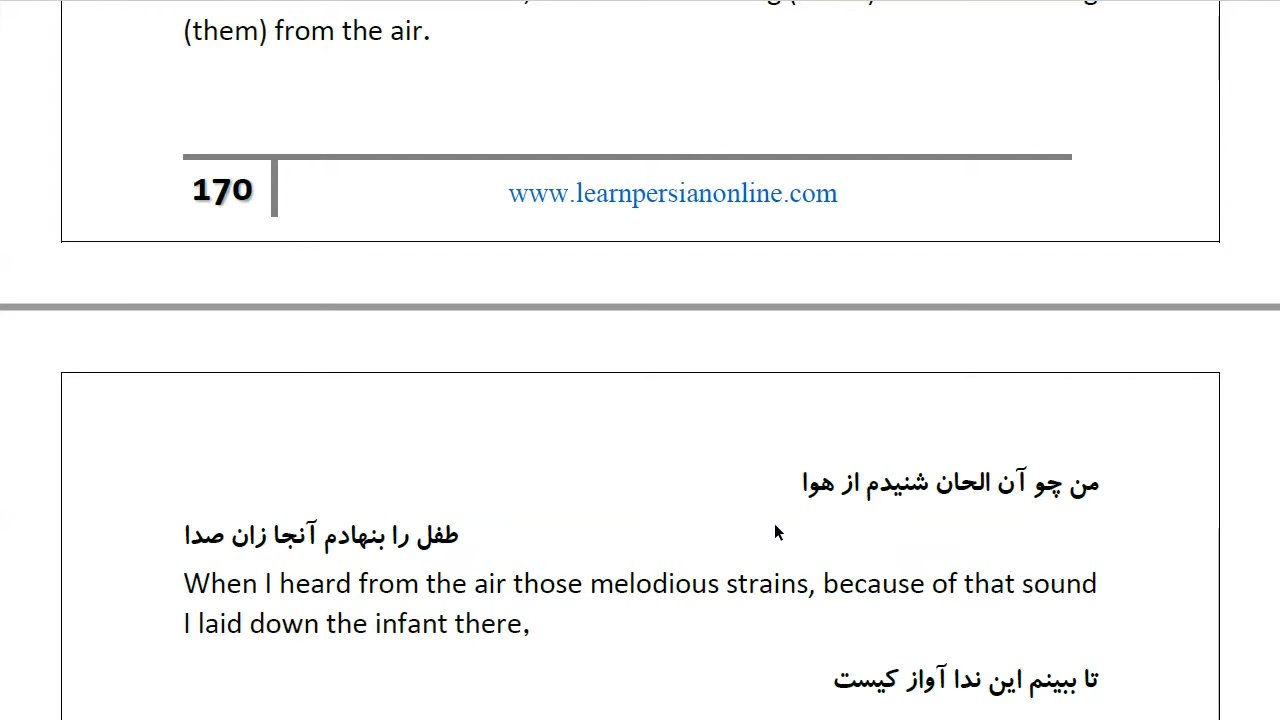 (them) from the air.
170
www.learnpersianonline.com
من چو آن الحان شنیدم از هوا
طفل را بنهادم آنجا زان صدا
When I heard from the air those melodious strains, because of that sound
I laid down the infant there,
تا ببینم این ندا آواز کیست